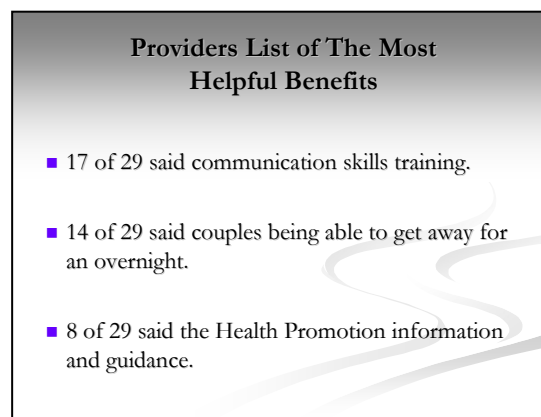 Providers List of The Most
Helpful Benefits
17 of 29 said communication skills training.
14 of 29 said couples being able to get away for
an overnight.
8 of 29 said the Health Promotion information
and guidance.